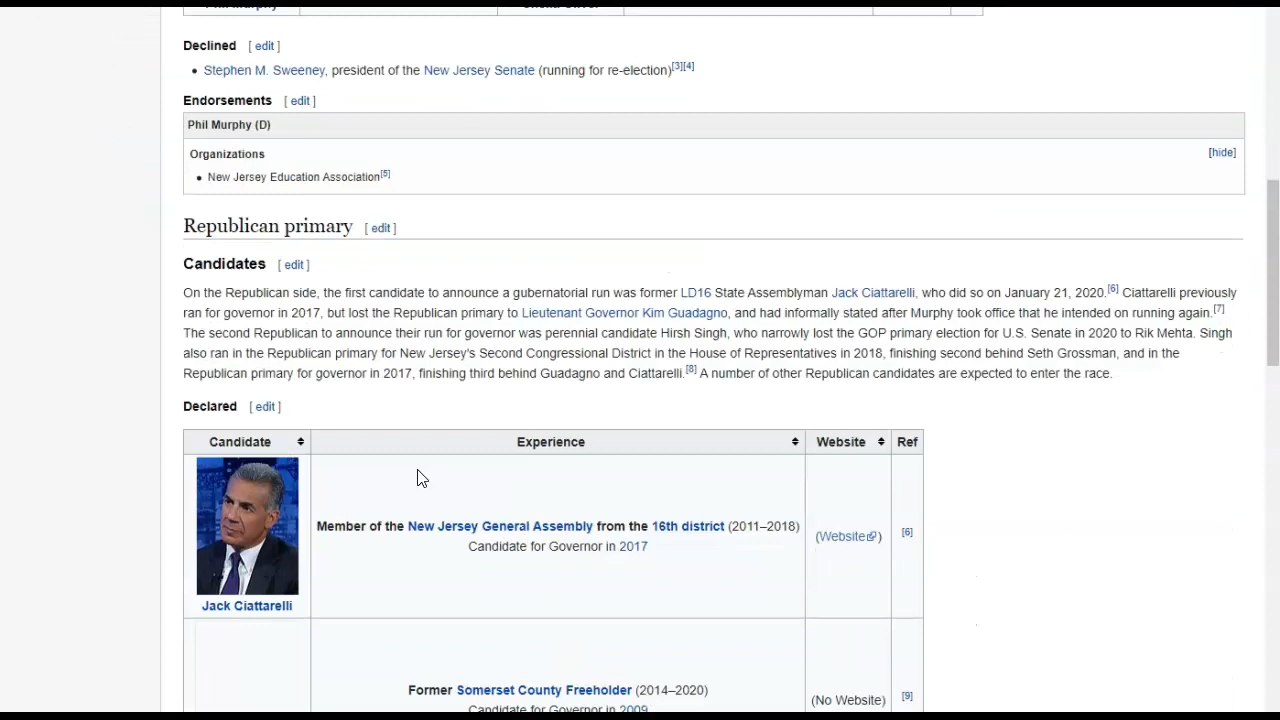 Declined [ edit ]
• Stephen M. Sweeney, president of the New Jersey Senate (running for re-election)[3][4]
Endorsements [ edit ]
Phil Murphy (D)
Organizations [hide]
• New Jersey Education Association[5]
Republican primary [ edit ]
Candidates [ edit ]
On the Republican side, the first candidate to announce a gubernatorial run was former LD16 State Assemblyman Jack Ciattarelli, who did so on January 21, 2020.[6] Ciattarelli previously
ran for governor in 2017, but lost the Republican primary to Lieutenant Governor Kim Guadagno, and had informally stated after Murphy took office that he intended on running again.[7]
The second Republican to announce their run for governor was perennial candidate Hirsh Singh, who narrowly lost the GOP primary election for U.S. Senate in 2020 to Rik Mehta. Singh
also ran in the Republican primary for New Jersey's Second Congressional District in the House of Representatives in 2018, finishing second behind Seth Grossman, and in the
Republican primary for governor in 2017, finishing third behind Guadagno and Ciattarelli.[8] A number of other Republican candidates are expected to enter the race.
Declared [ edit ]
Candidate Experience Website Ref
Member of the New Jersey General Assembly from the 16th district (2011–2018)
Candidate for Governor in 2017
(Website)
[6]
Jack Ciattarelli
Former Somerset County Freeholder (2014–2020)
Candidate for Governor in 2009
(No Website)
[9]